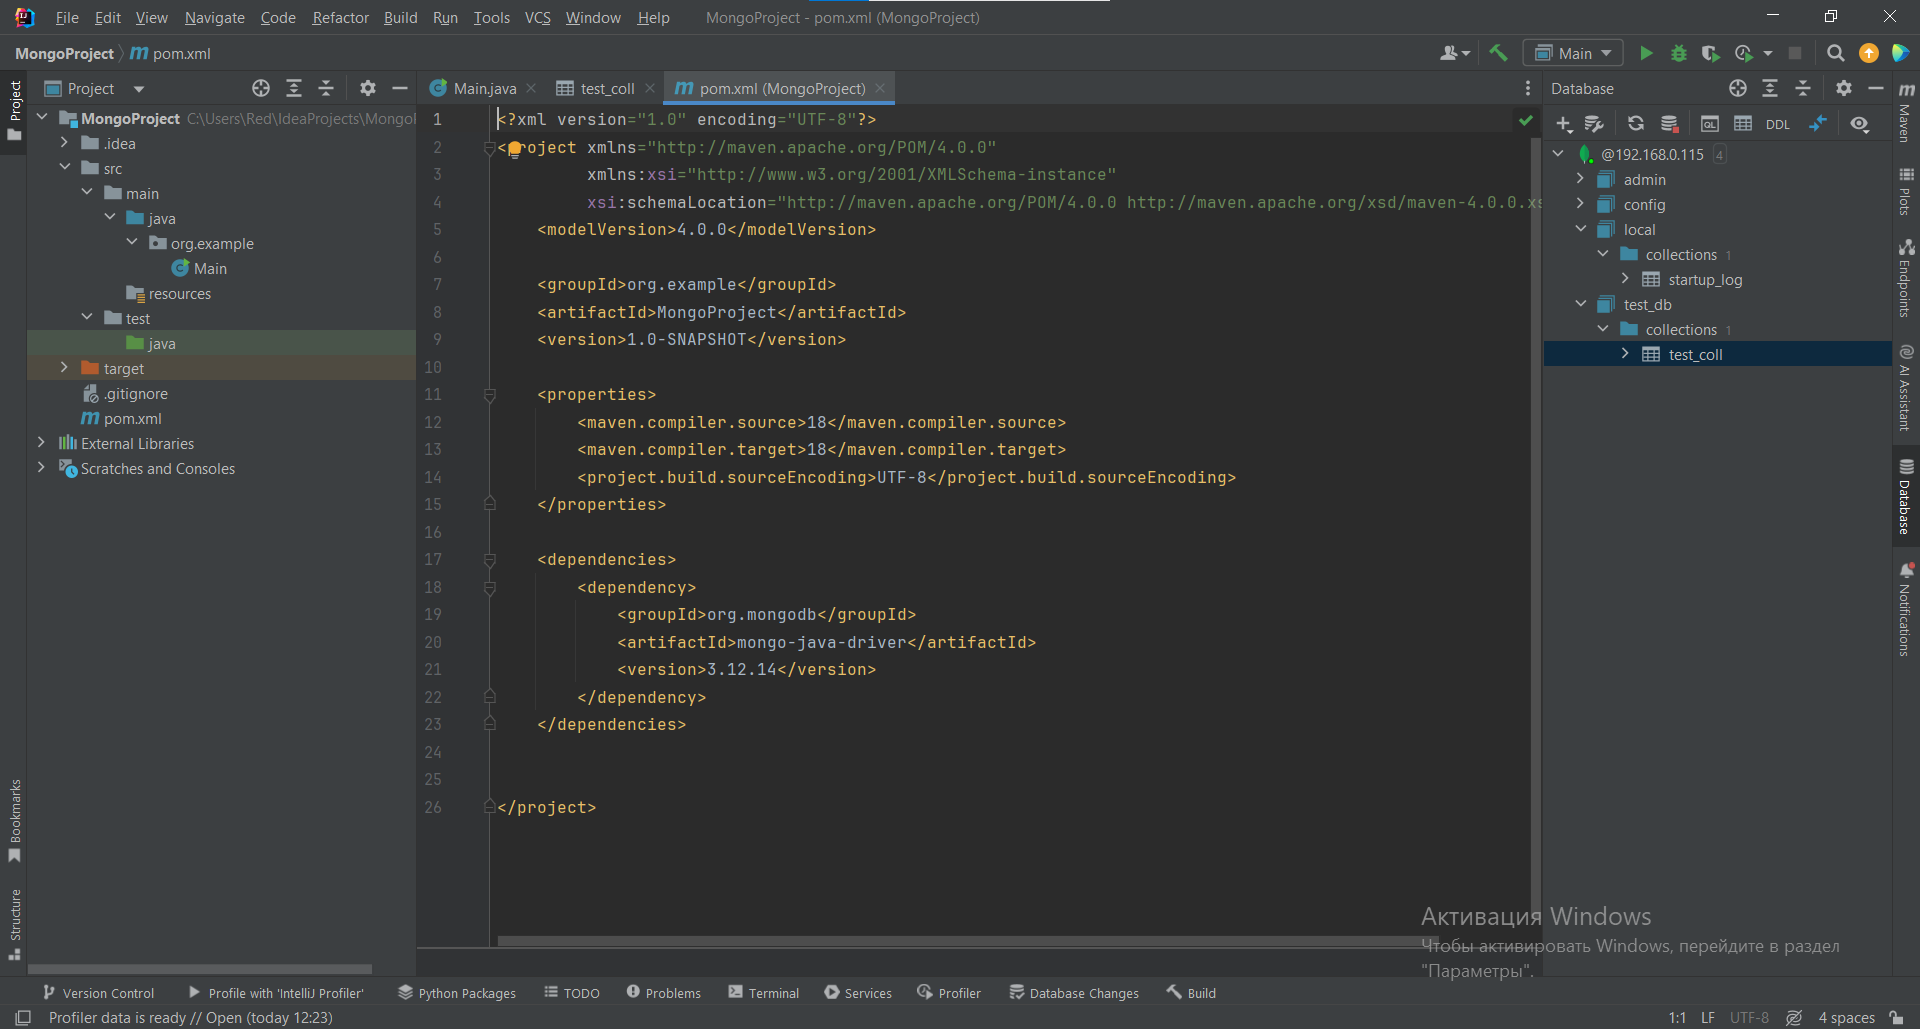 File Edit View Navigate Code Refactor Build Run Tools VCS Window Help MongoProject - pom.xml (MongoProject)
MongoProject pom.xml
Main
Project
Project
MongoProject C:\Users\Red\IdeaProjects\Mongol
.idea
src
main
java
org.example
Main
resources
test
java
target
.gitignore
pom.xml
External Libraries
Scratches and Consoles
Bookmarks
Structure
Main.java test_coll pom.xml (MongoProject)
1 <?xml version="1.0" encoding="UTF-8"?>
2 <project xmlns="http://maven.apache.org/POM/4.0.0"
3 xmlns:xsi="http://www.w3.org/2001/XMLSchema-instance"
4 xsi:schemaLocation="http://maven.apache.org/POM/4.0.0 http://maven.apache.org/xsd/maven-4.0.0.xs
5 <modelVersion>4.0.0</modelVersion>
6
7 <groupId>org.example</groupId>
8 <artifactId>MongoProject</artifactId>
9 <version>1.0-SNAPSHOT</version>
10
11 <properties>
12 <maven.compiler.source>18</maven.compiler.source>
13 <maven.compiler.target>18</maven.compiler.target>
14 <project.build.sourceEncoding>UTF-8</project.build.sourceEncoding>
15 </properties>
16
17 <dependencies>
18 <dependency>
19 <groupId>org.mongodb</groupId>
20 <artifactId>mongo-java-driver</artifactId>
21 <version>3.12.14</version>
22 </dependency>
23 </dependencies>
24
25
26 </project>
Database
QL DDL
@192.168.0.115 4
admin
config
local
collections 1
startup_log
test_db
collections 1
test_coll
Maven
Plots
Endpoints
AI Assistant
Database
Notifications
Активация Windows
Чтобы активировать Windows, перейдите в раздел
"Параметры".
Version Control Profile with 'IntelliJ Profiler' Python Packages TODO Problems Terminal Services Profiler Database Changes Build
Profiler data is ready // Open (today 12:23) 1:1 LF UTF-8 4 spaces